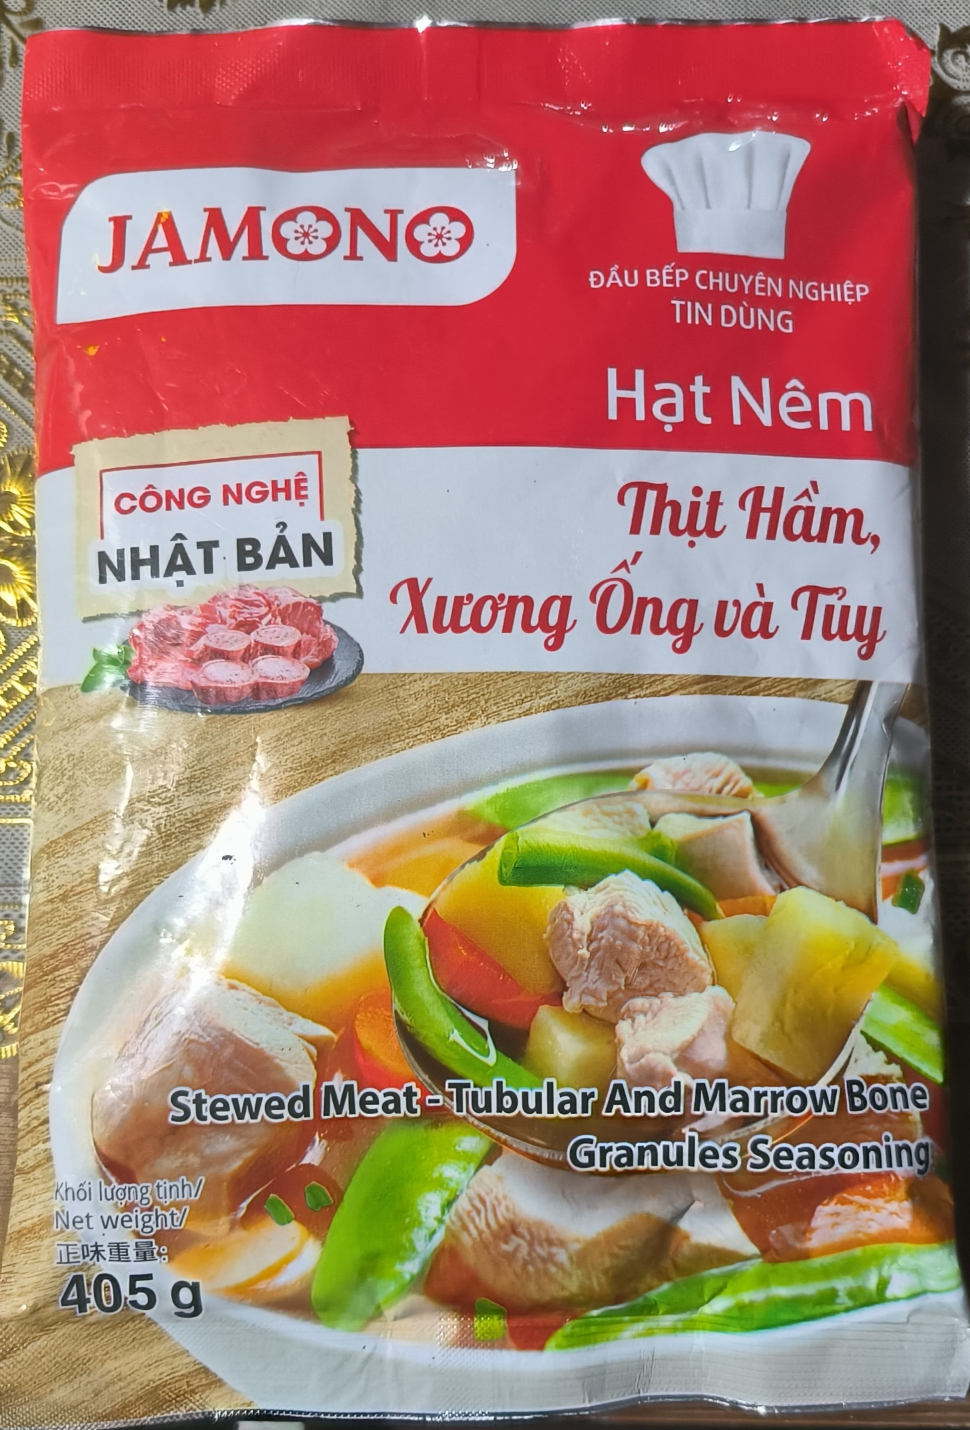 JAMONO
ĐẦU BẾP CHUYÊN NGHIỆP
TIN DÙNG
Hạt Nêm
CÔNG NGHỆ
NHẬT BẢN
Thịt Hầm,
Xương Ống và Tủy
Stewed Meat - Tubular And Marrow Bone
Granules Seasoning
Khối lượng tịnh/
Net weight/
正味重量:
405 g